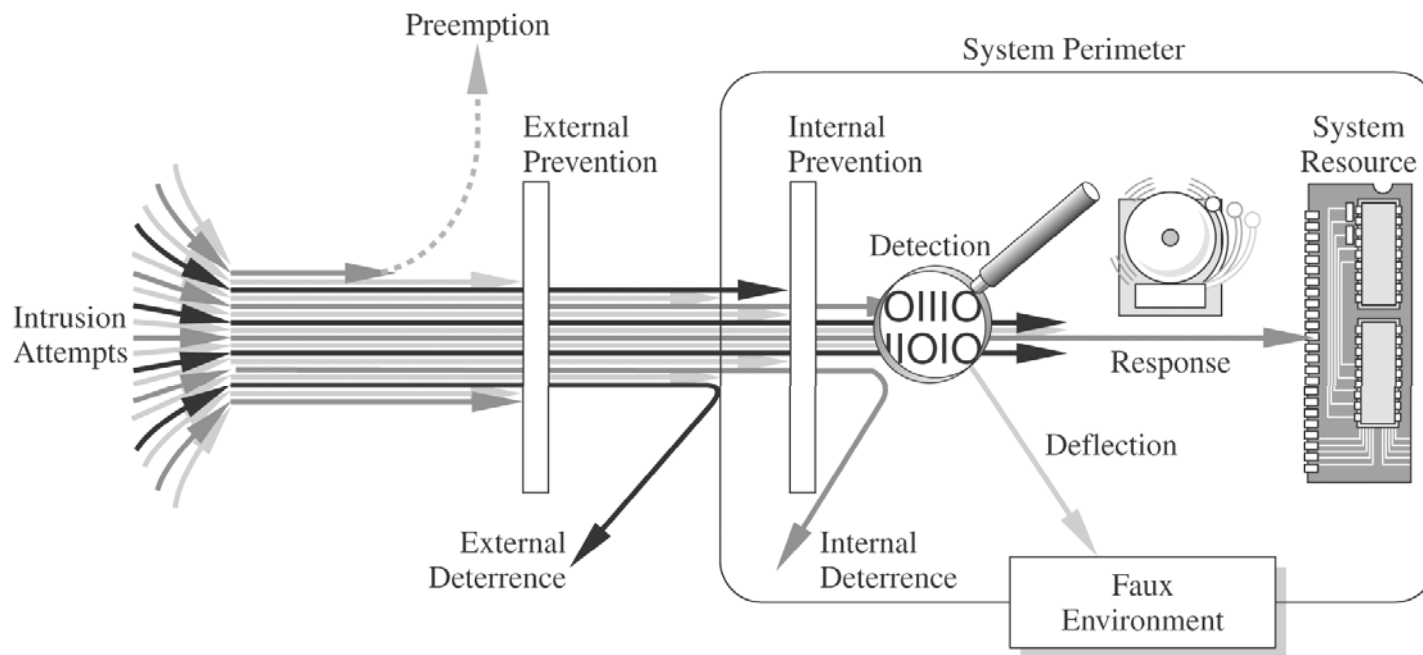 Preemption
System Perimeter
External
Prevention
Internal
Prevention
System
Resource
Detection
OIIIO
IIOIO
Intrusion
Attempts
Response
Deflection
External
Deterrence
Internal
Deterrence
Faux
Environment